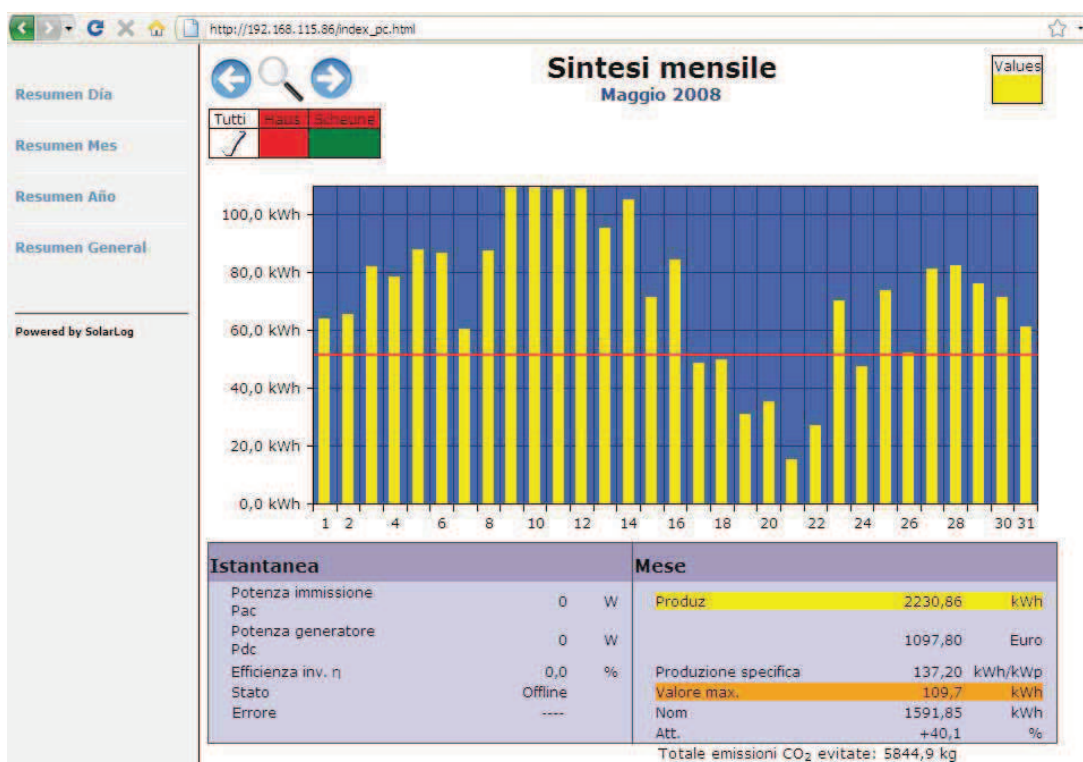 http://192.168.115.86/index_pc.html
Resumen Día
Resumen Mes
Resumen Año
Resumen General
Powered by SolarLog
Sintesi mensile
Maggio 2008
Values
Tutti Haus Scheune
100,0 kWh
80,0 kWh
60,0 kWh
40,0 kWh
20,0 kWh
0,0 kWh
1 2 4 6 8 10 12 14 16 18 20 22 24 26 28 30 31
Istantanea
Potenza immissione
Pac 0 W
Potenza generatore
Pdc 0 W
Efficienza inv. η 0,0 %
Stato Offline
Errore ----
Mese
Produz 2230,86 kWh
1097,80 Euro
Produzione specifica 137,20 kWh/kWp
Valore max. 109,7 kWh
Nom 1591,85 kWh
Att. +40,1 %
Totale emissioni CO₂ evitate: 5844,9 kg